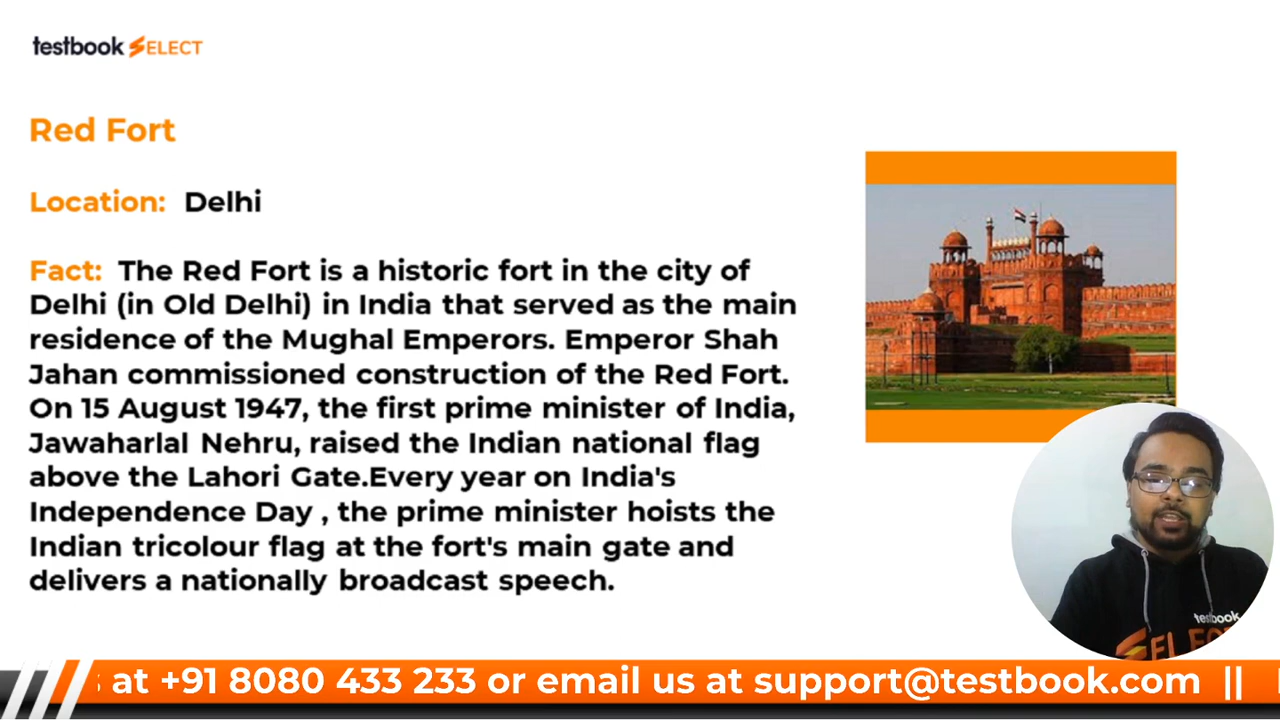 testbook SELECT
Red Fort
Location: Delhi
Fact: The Red Fort is a historic fort in the city of
Delhi (in Old Delhi) in India that served as the main
residence of the Mughal Emperors. Emperor Shah
Jahan commissioned construction of the Red Fort.
On 15 August 1947, the first prime minister of India,
Jawaharlal Nehru, raised the Indian national flag
above the Lahori Gate.Every year on India's
Independence Day , the prime minister hoists the
Indian tricolour flag at the fort's main gate and
delivers a nationally broadcast speech.
testbook
at +91 8080 433 233 or email us at support@testbook.com ||